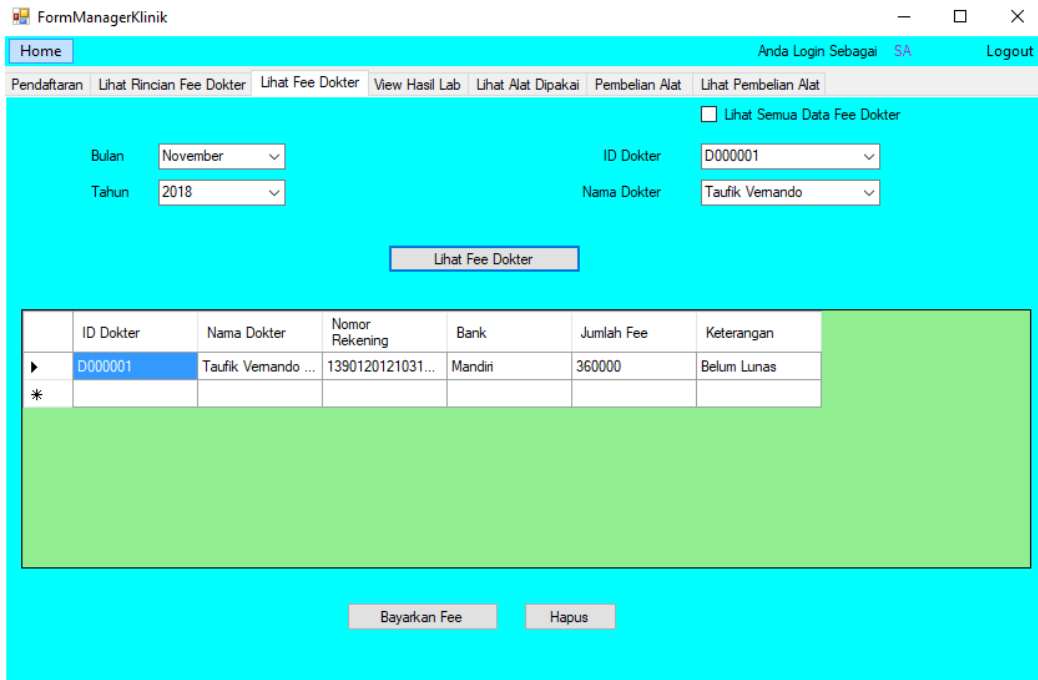 FormManagerKlinik
Home Anda Login Sebagai SA Logout
Pendaftaran Lihat Rincian Fee Dokter Lihat Fee Dokter View Hasil Lab Lihat Alat Dipakai Pembelian Alat Lihat Pembelian Alat
Lihat Semua Data Fee Dokter
Bulan November ID Dokter D000001
Tahun 2018 Nama Dokter Taufik Vernando
Lihat Fee Dokter
ID Dokter Nama Dokter Nomor Rekening Bank Jumlah Fee Keterangan
D000001 Taufik Vernando ... 1390120121031... Mandiri 360000 Belum Lunas
Bayarkan Fee Hapus